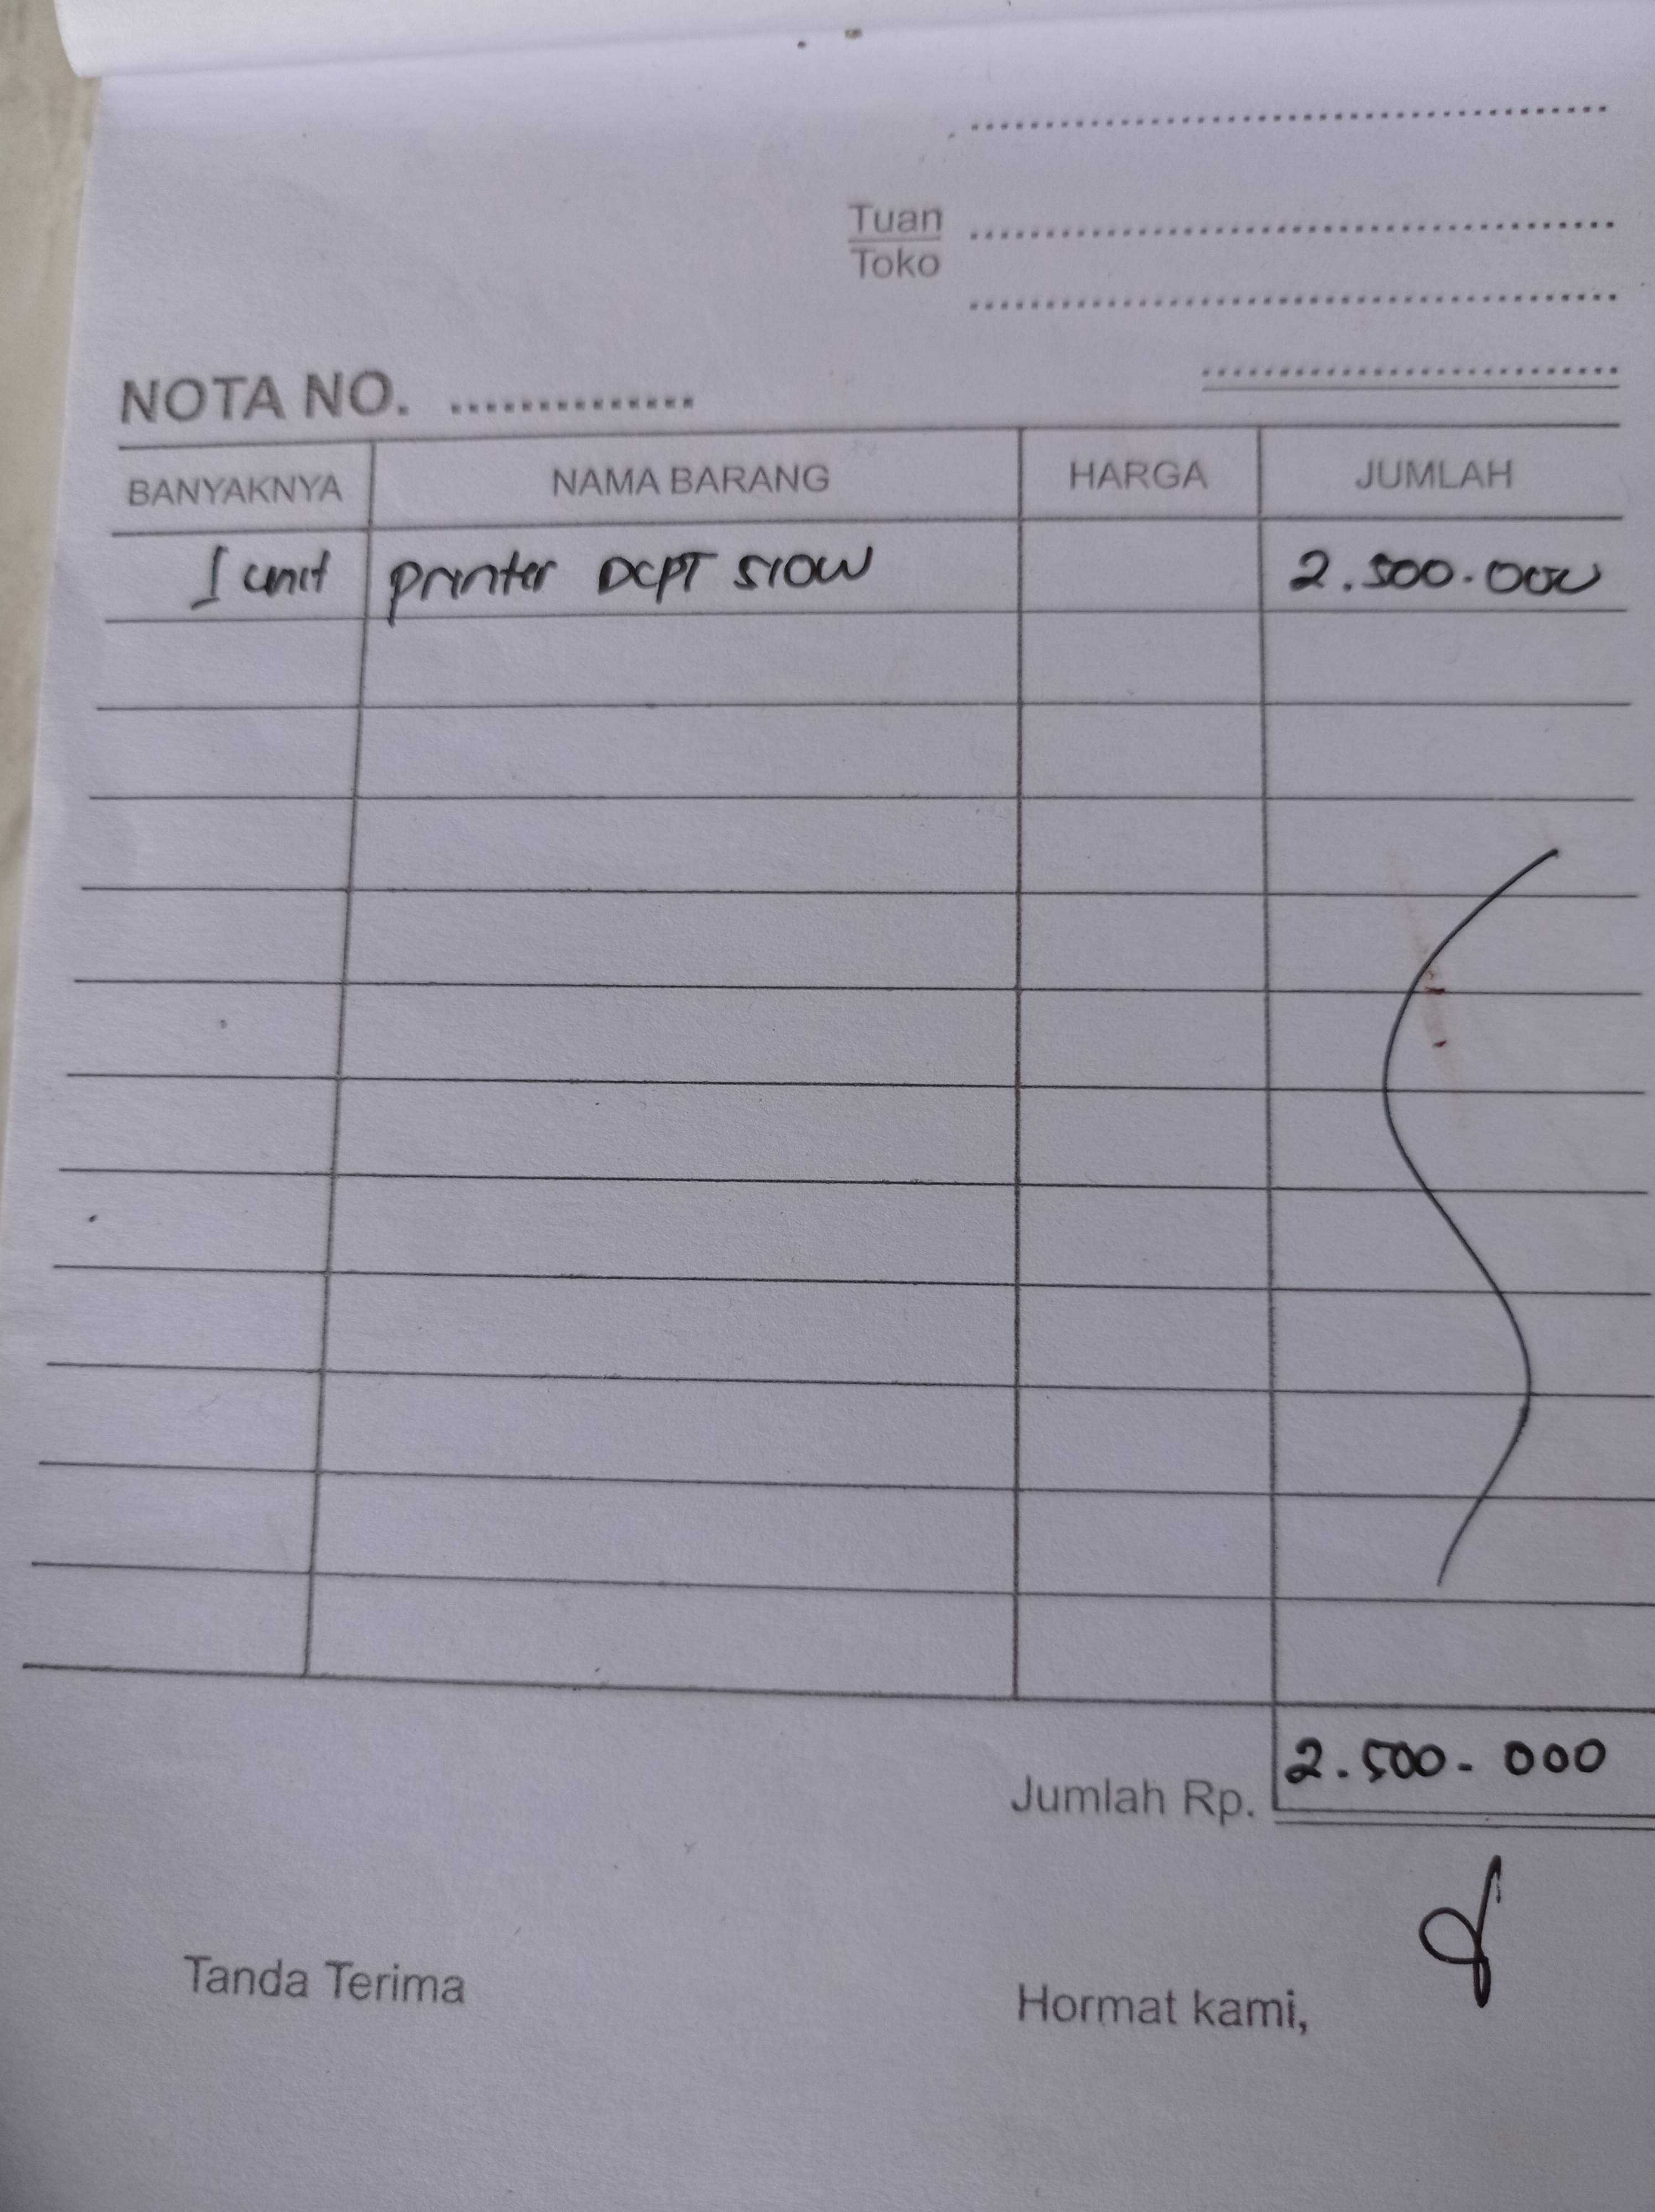 Tuan
Toko
NOTA NO. ..............
BANYAKNYA NAMA BARANG HARGA JUMLAH
1 unit printer DCPT 510W 2.500.000
Jumlah Rp. 2.500.000
Tanda Terima Hormat kami,